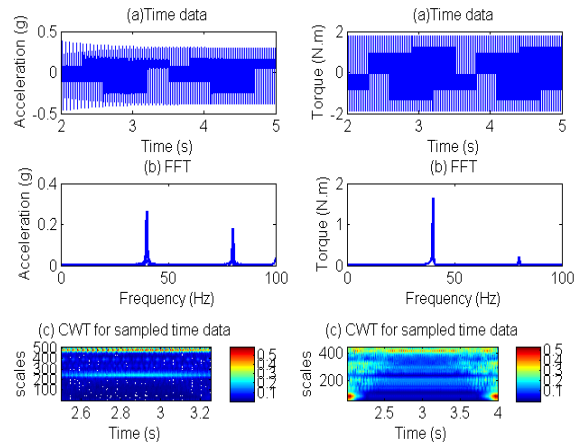 (a)Time data
Acceleration (g)
0.5
0
-0.5
2
3
4
5
Time (s)
(a)Time data
Torque (N.m)
2
0
-2
2
3
4
5
Time (s)
(b) FFT
Acceleration (g)
0.4
0.2
0
0
50
100
Frequency (Hz)
(b) FFT
Torque (N.m)
2
1
0
0
50
100
Frequency (Hz)
(c) CWT for sampled time data
scales
500
400
300
200
100
2.6
2.8
3
3.2
Time (s)
0.5
0.4
0.3
0.2
0.1
(c) CWT for sampled time data
scales
400
200
2.5
3
3.5
4
Time (s)
0.5
0.4
0.3
0.2
0.1